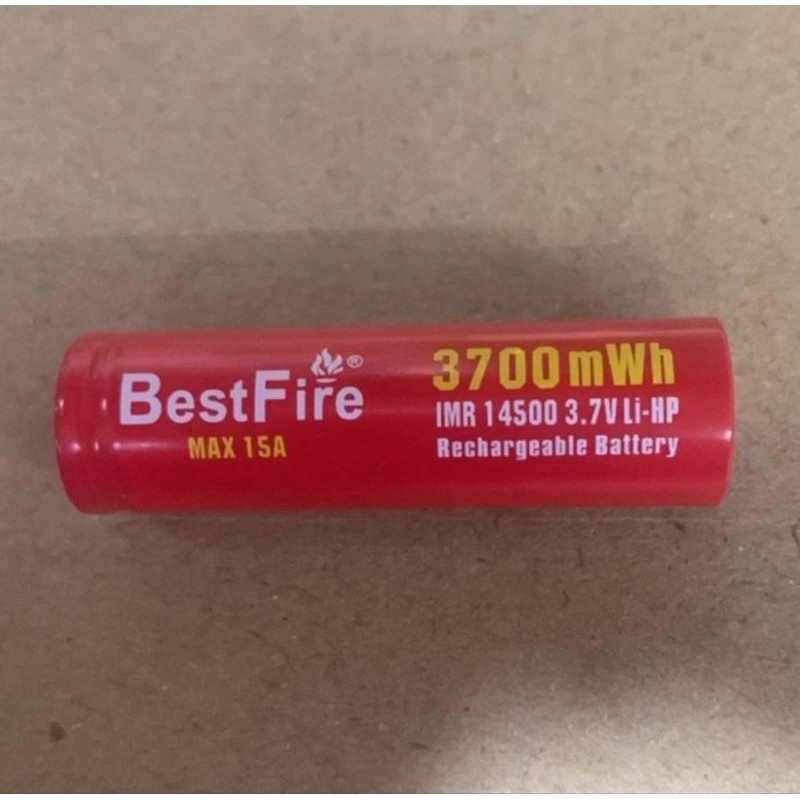 BestFire®
MAX 15A
3700mWh
IMR 14500 3.7V Li-HP
Rechargeable Battery